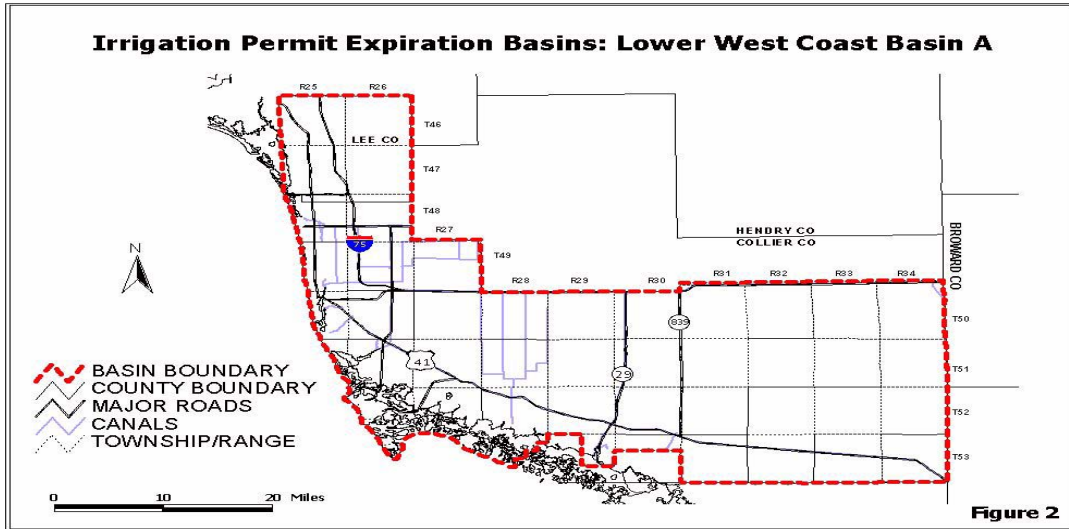 Irrigation Permit Expiration Basins: Lower West Coast Basin A
R25 R26
T46
LEE CO
T47
T48
R27
75
T49
HENDRY CO
COLLIER CO
BROWARD CO
N
R28 R29 R30 R31 R32 R33 R34
839
T50
41
29
T51
T52
T53
BASIN BOUNDARY
COUNTY BOUNDARY
MAJOR ROADS
CANALS
TOWNSHIP/RANGE
0 10 20 Miles
Figure 2